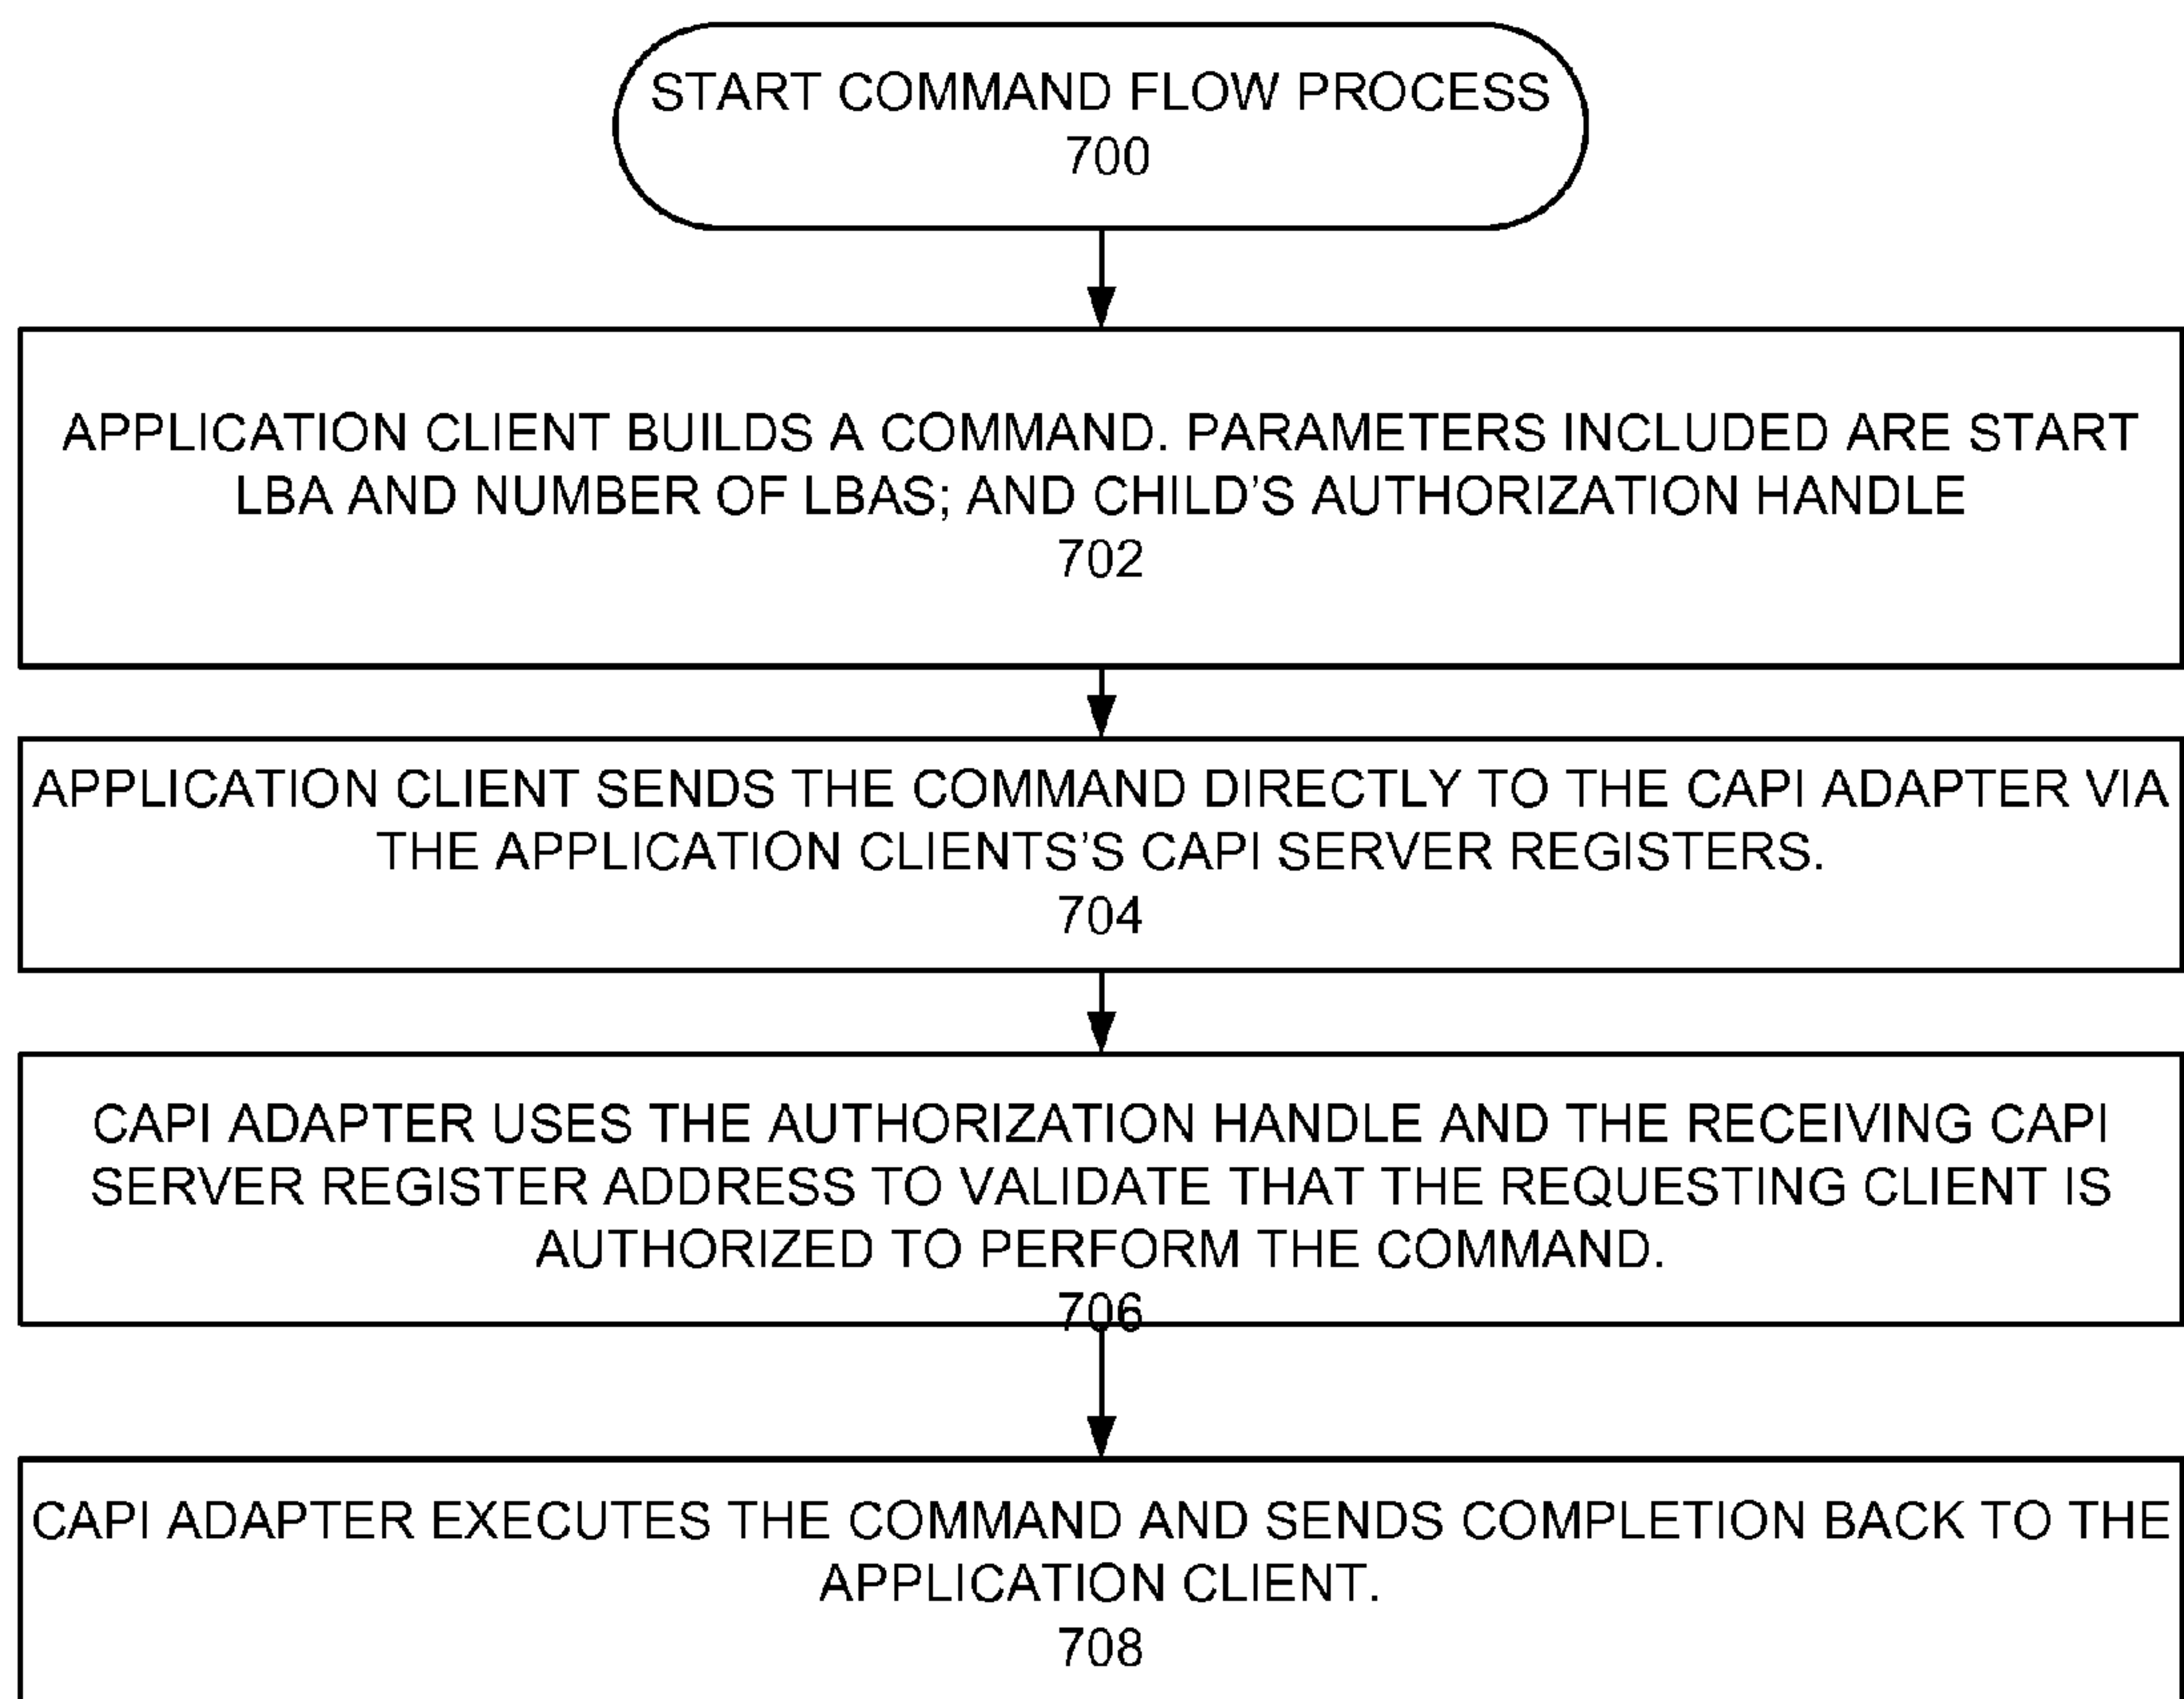 START COMMAND FLOW PROCESS
700
APPLICATION CLIENT BUILDS A COMMAND. PARAMETERS INCLUDED ARE START
LBA AND NUMBER OF LBAS; AND CHILD'S AUTHORIZATION HANDLE
702
APPLICATION CLIENT SENDS THE COMMAND DIRECTLY TO THE CAPI ADAPTER VIA
THE APPLICATION CLIENTS'S CAPI SERVER REGISTERS.
704
CAPI ADAPTER USES THE AUTHORIZATION HANDLE AND THE RECEIVING CAPI
SERVER REGISTER ADDRESS TO VALIDATE THAT THE REQUESTING CLIENT IS
AUTHORIZED TO PERFORM THE COMMAND.
706
CAPI ADAPTER EXECUTES THE COMMAND AND SENDS COMPLETION BACK TO THE
APPLICATION CLIENT.
708